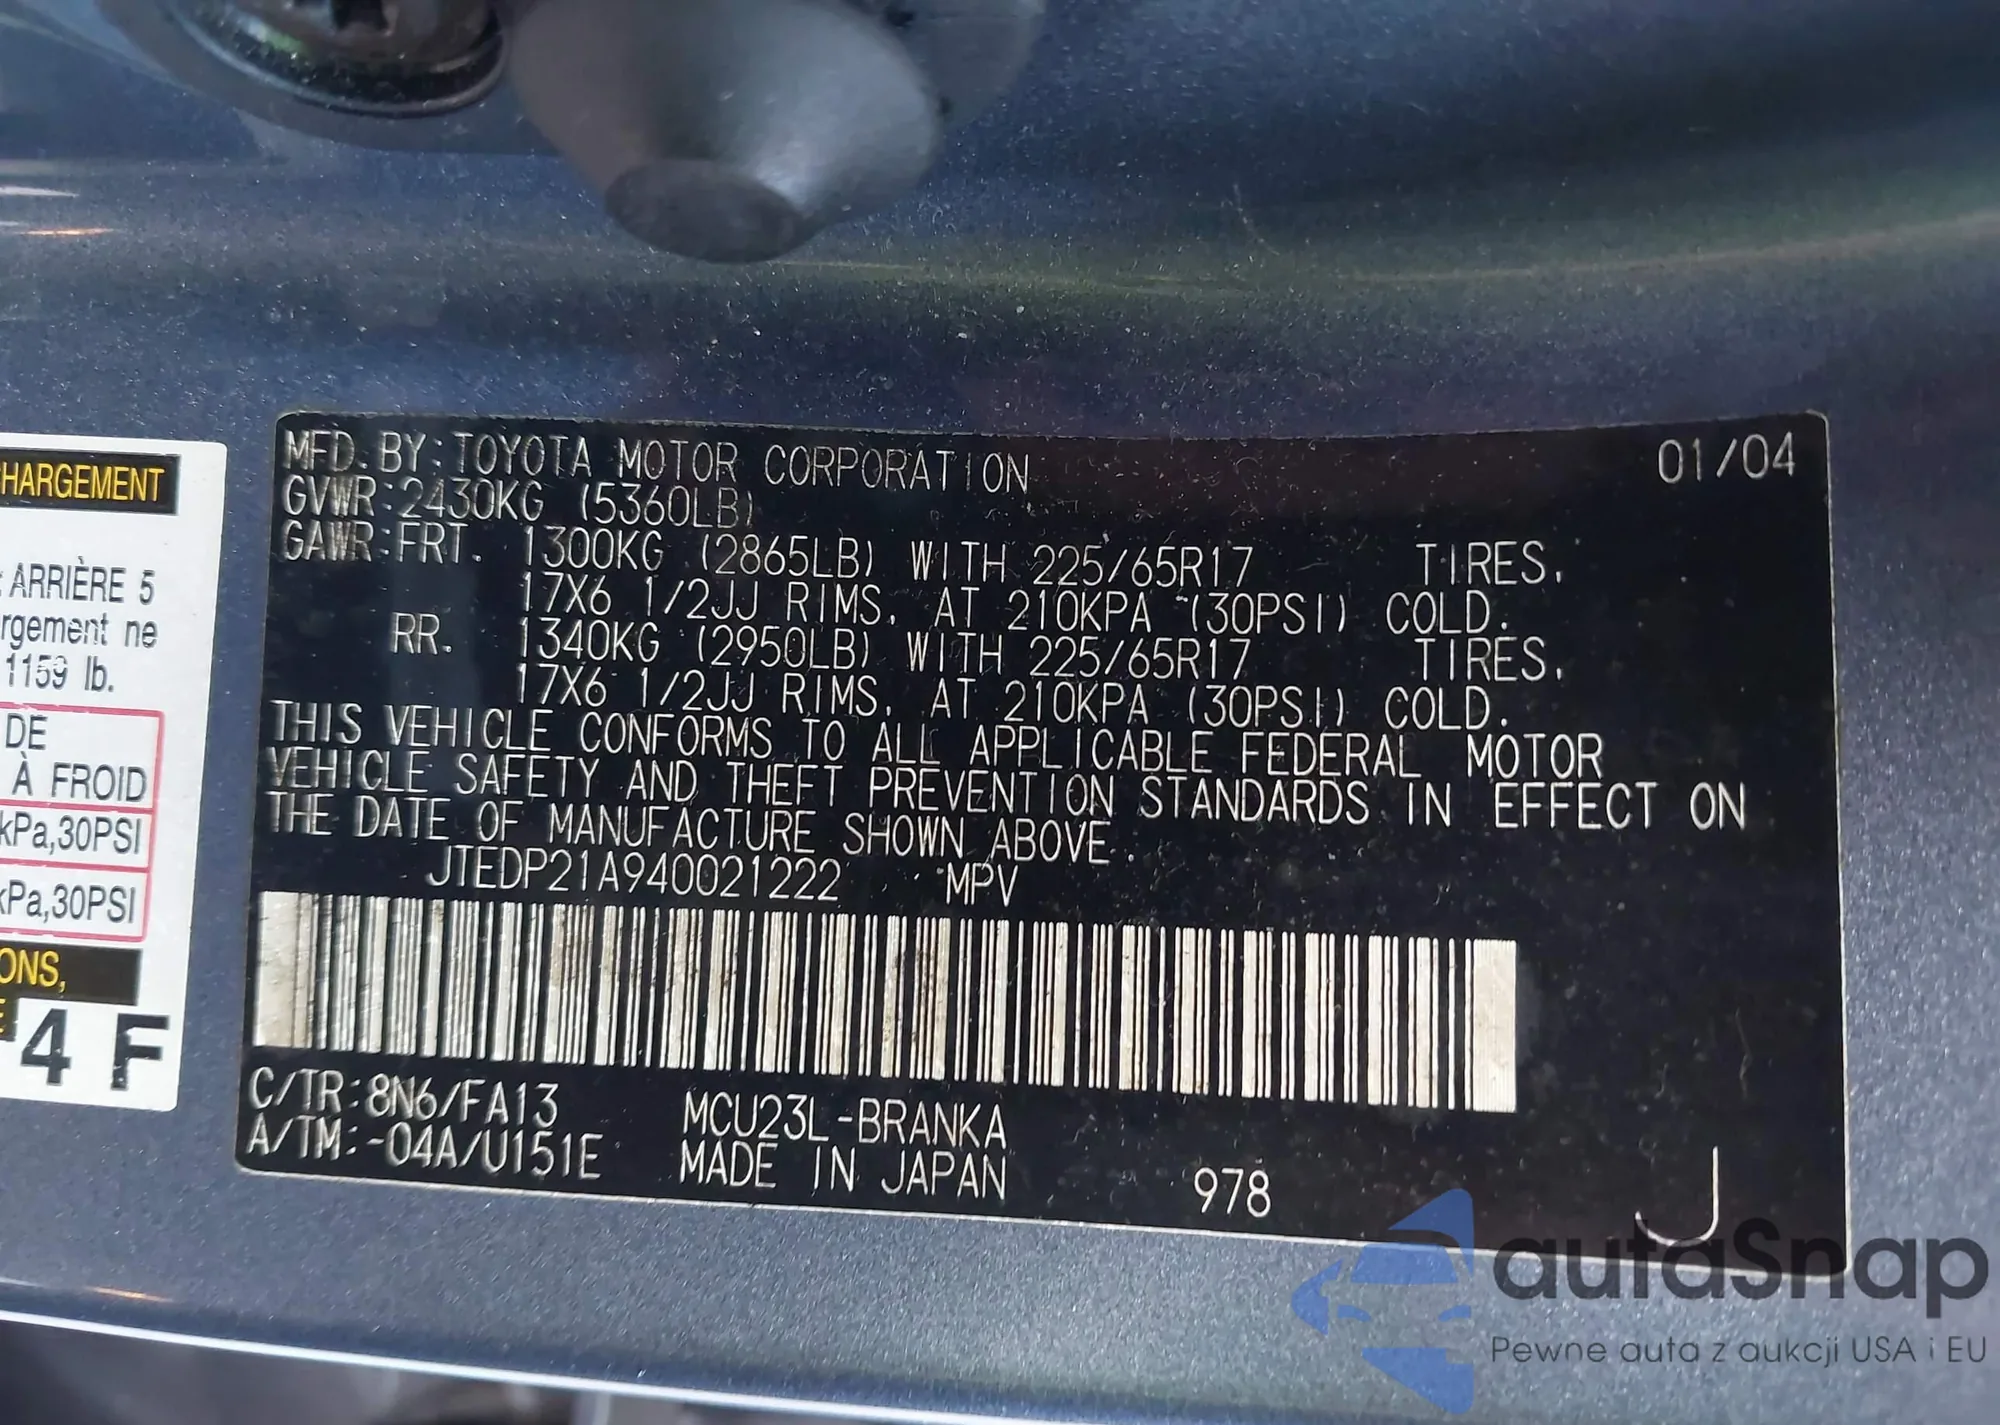 HARGEMENT
ARRIÈRE 5
rgement ne
1159 lb.
DE
À FROID
kPa,30PSI
kPa,30PSI
ONS,
E
4 F
MFD. BY:TOYOTA MOTOR CORPORATION 01/04
GVWR:2430KG (5360LB)
GAWR:FRT. 1300KG (2865LB) WITH 225/65R17 TIRES,
17X6 1/2JJ RIMS, AT 210KPA (30PSI) COLD.
RR. 1340KG (2950LB) WITH 225/65R17 TIRES,
17X6 1/2JJ RIMS, AT 210KPA (30PSI) COLD.
THIS VEHICLE CONFORMS TO ALL APPLICABLE FEDERAL MOTOR
VEHICLE SAFETY AND THEFT PREVENTION STANDARDS IN EFFECT ON
THE DATE OF MANUFACTURE SHOWN ABOVE.
JTEDP21A940021222 MPV
C/TR:8N6/FA13 MCU23L-BRANKA
A/TM:-04A/U151E MADE IN JAPAN 978 J
autaSnap
Pewne auta z aukcji USA i EU